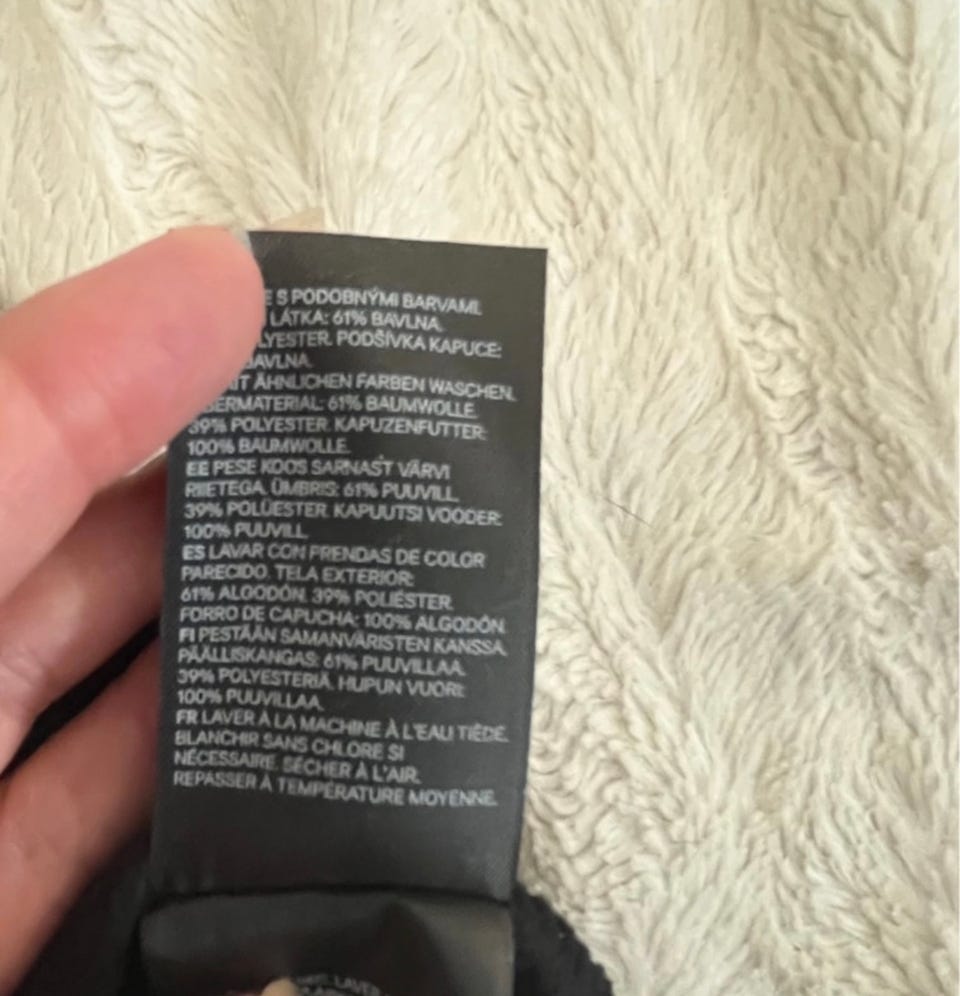 E S PODOBNÝMI BARVAMI.
LÁTKA: 61% BAVLNA.
LYESTER. PODŠÍVKA KAPUCE:
BAVLNA.
MIT ÄHNLICHEN FARBEN WASCHEN.
BERMATERIAL: 61% BAUMWOLLE.
39% POLYESTER. KAPUZENFUTTER:
100% BAUMWOLLE.
EE PESE KOOS SARNAST VÄRVI
RIIETEGA. ÜMBRIS: 61% PUUVILL.
39% POLÜESTER. KAPUUTSI VOODER:
100% PUUVILL.
ES LAVAR CON PRENDAS DE COLOR
PARECIDO. TELA EXTERIOR:
61% ALGODÓN. 39% POLIÉSTER.
FORRO DE CAPUCHA: 100% ALGODÓN.
FI PESTÄÄN SAMANVÄRISTEN KANSSA.
PÄÄLLISKANGAS: 61% PUUVILLAA.
39% POLYESTERIÄ. HUPUN VUORI:
100% PUUVILLAA.
FR LAVER À LA MACHINE À L'EAU TIÈDE.
BLANCHIR SANS CHLORE SI
NÉCESSAIRE. SÉCHER À L'AIR.
REPASSER À TEMPÉRATURE MOYENNE.
LAVER